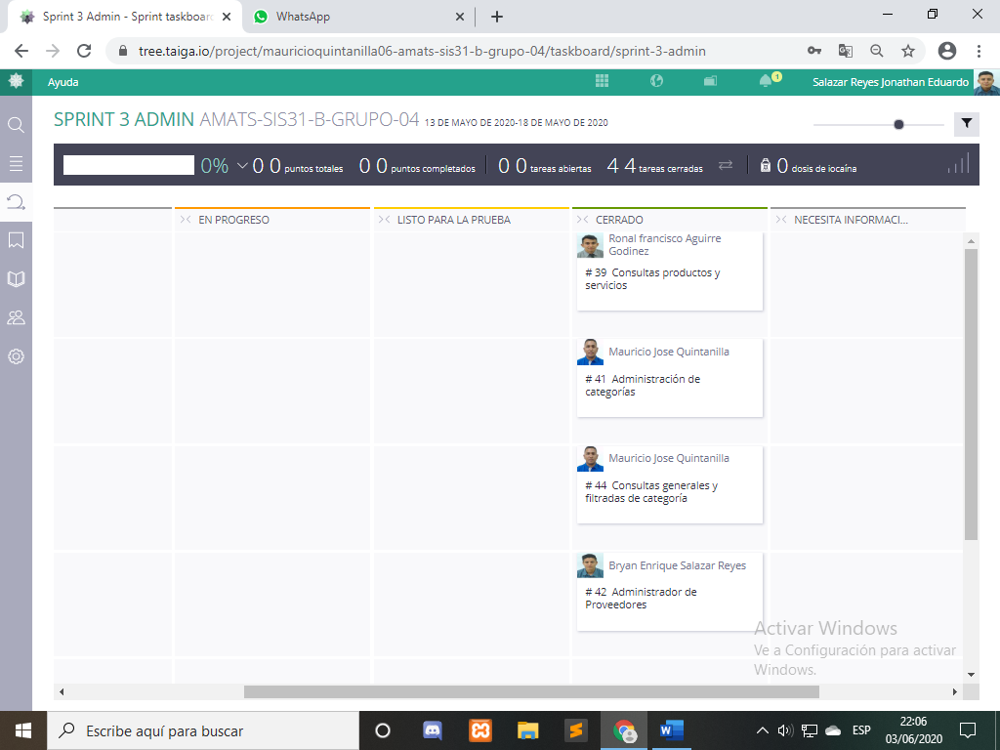 Sprint 3 Admin - Sprint taskboard
WhatsApp
tree.taiga.io/project/mauricioquintanilla06-amats-sis31-b-grupo-04/taskboard/sprint-3-admin
Ayuda
1
Salazar Reyes Jonathan Eduardo
SPRINT 3 ADMIN AMATS-SIS31-B-GRUPO-04 13 DE MAYO DE 2020-18 DE MAYO DE 2020
0% 0 0 puntos totales 0 0 puntos completados 0 0 tareas abiertas 4 4 tareas cerradas 0 dosis de iocaína
EN PROGRESO
LISTO PARA LA PRUEBA
CERRADO
NECESITA INFORMACI...
Ronal francisco Aguirre
Godinez
# 39 Consultas productos y
servicios
Mauricio Jose Quintanilla
# 41 Administración de
categorías
Mauricio Jose Quintanilla
# 44 Consultas generales y
filtradas de categoría
Bryan Enrique Salazar Reyes
# 42 Administrador de
Proveedores
Activar Windows
Ve a Configuración para activar
Windows.
Escribe aquí para buscar
ESP
22:06
03/06/2020